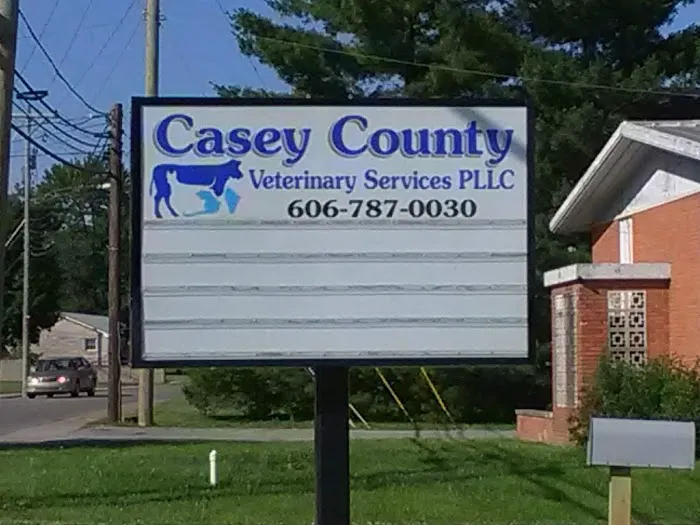 Casey County
Veterinary Services PLLC
606-787-0030